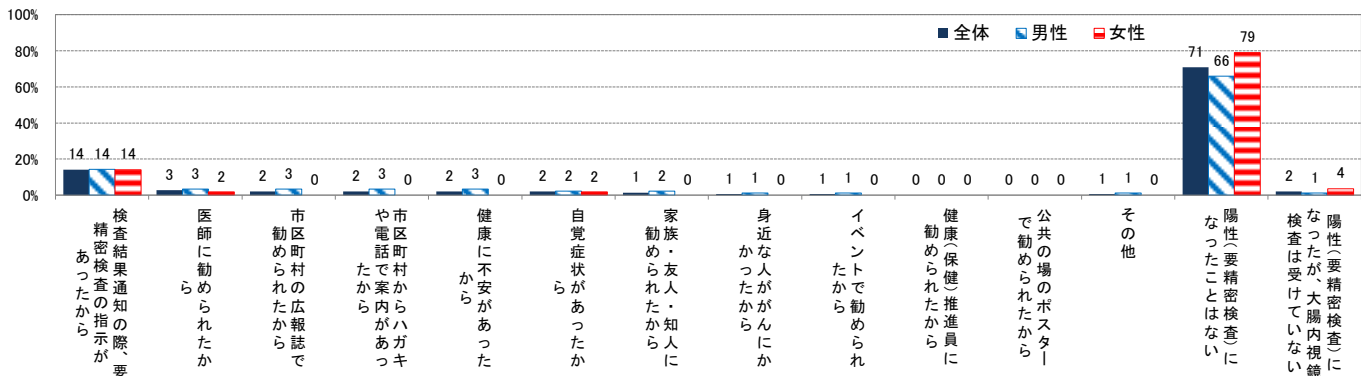 100%
80%
60%
40%
20%
0%
全体 男性 女性
14 14 14
3 3 2
2 3 0
2 3 0
2 3 0
2 2 2
1 2 0
1 1 0
1 1 0
0 0 0
0 0 0
1 1 0
71 66 79
2 1 4
検査結果通知の際、要
精密検査の指示が
あったから
医師に勧められたか
ら
市区町村の広報誌で
勧められたから
市区町村からハガキ
や電話で案内があっ
たから
健康に不安があった
から
自覚症状があったか
ら
家族・友人・知人に
勧められたから
身近な人ががんにか
かったから
イベントで勧められ
たから
健康(保健)推進員に
勧められたから
公共の場のポスター
で勧められたから
その他
陽性(要精密検査)に
なったことはない
陽性(要精密検査)に
なったが、大腸内視鏡
検査は受けていない